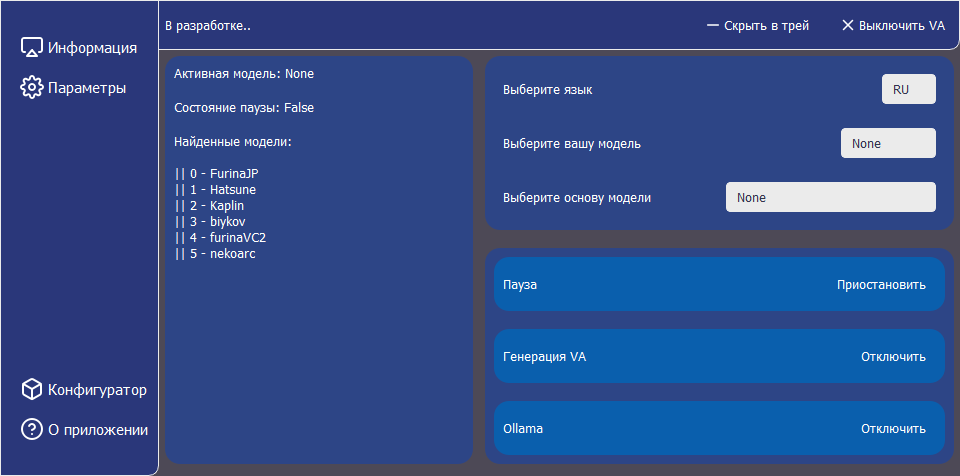 Информация
Параметры
Конфигуратор
О приложении
В разработке..
Скрыть в трей
Выключить VA
Активная модель: None
Состояние паузы: False
Найденные модели:
|| 0 - FurinaJP
|| 1 - Hatsune
|| 2 - Kaplin
|| 3 - biykov
|| 4 - furinaVC2
|| 5 - nekoarc
Выберите язык
RU
Выберите вашу модель
None
Выберите основу модели
None
Пауза
Приостановить
Генерация VA
Отключить
Ollama
Отключить